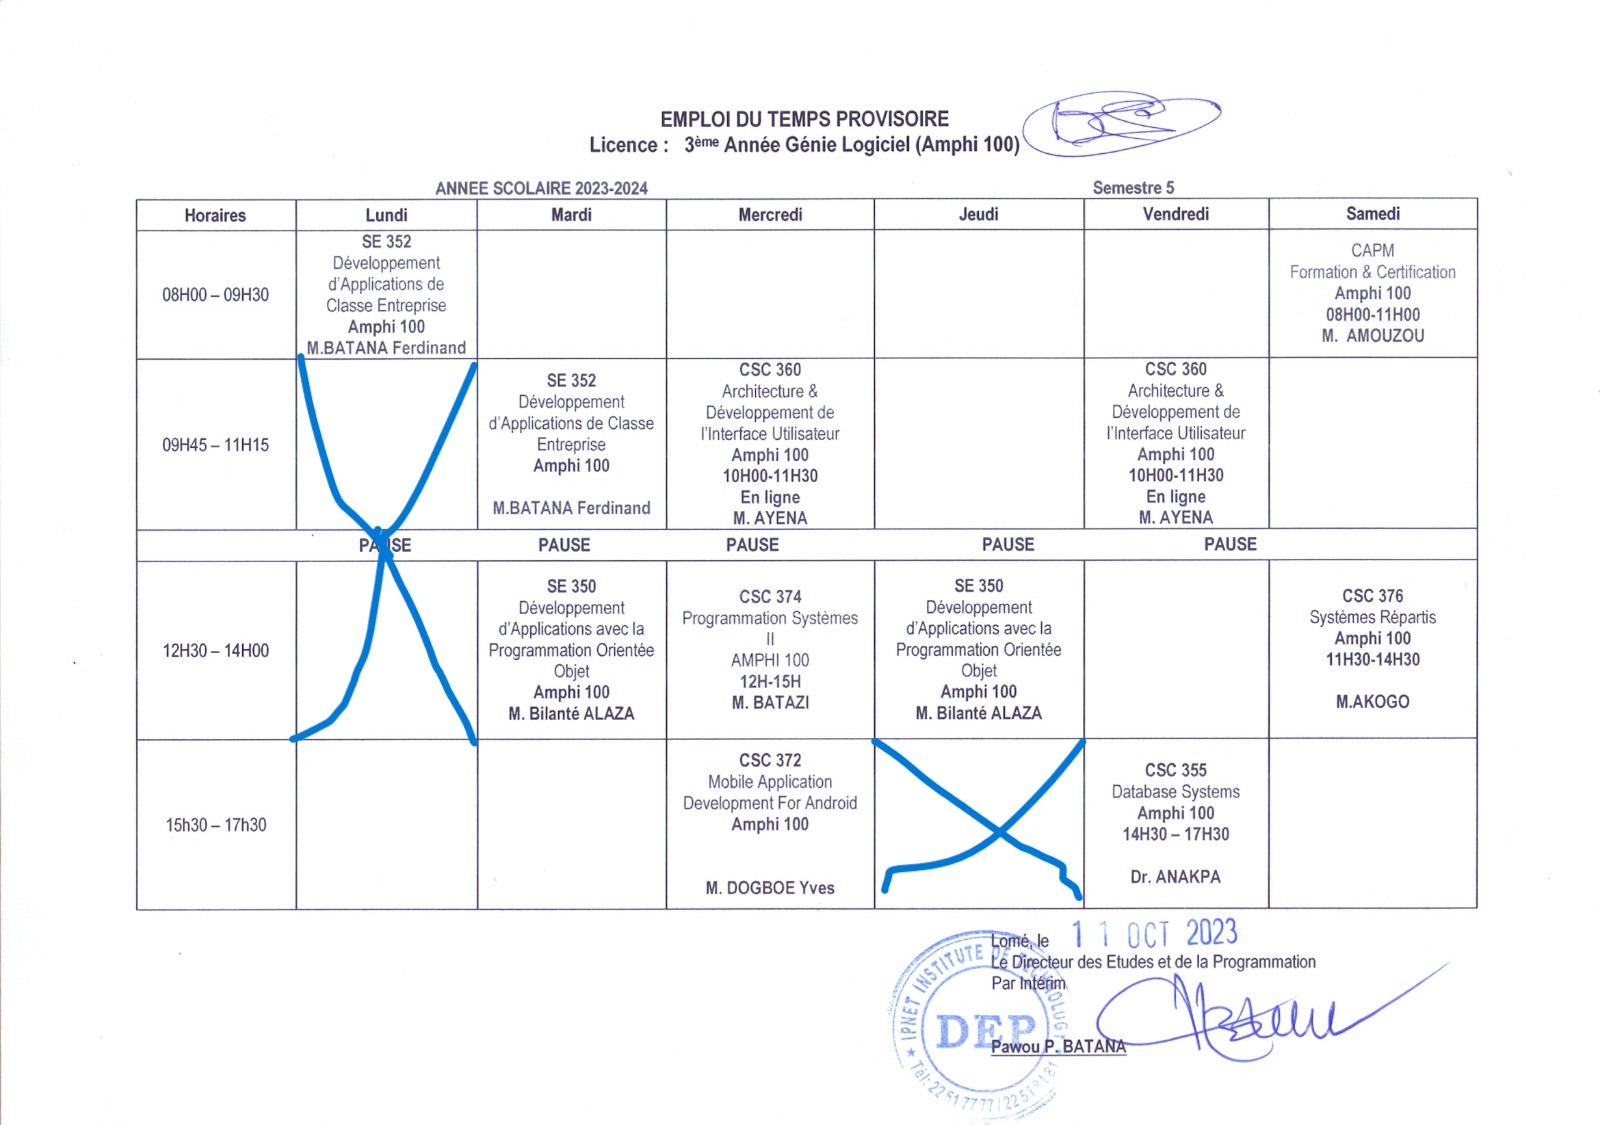 EMPLOI DU TEMPS PROVISOIRE
Licence : 3ème Année Génie Logiciel (Amphi 100)
ANNEE SCOLAIRE 2023-2024 Semestre 5
Horaires Lundi Mardi Mercredi Jeudi Vendredi Samedi
08H00 – 09H30
SE 352
Développement
d'Applications de
Classe Entreprise
Amphi 100
M.BATANA Ferdinand
CAPM
Formation & Certification
Amphi 100
08H00-11H00
M. AMOUZOU
09H45 – 11H15
SE 352
Développement
d'Applications de Classe
Entreprise
Amphi 100
M.BATANA Ferdinand
CSC 360
Architecture &
Développement de
l'Interface Utilisateur
Amphi 100
10H00-11H30
En ligne
M. AYENA
CSC 360
Architecture &
Développement de
l'Interface Utilisateur
Amphi 100
10H00-11H30
En ligne
M. AYENA
PAUSE PAUSE PAUSE PAUSE PAUSE
12H30 – 14H00
SE 350
Développement
d'Applications avec la
Programmation Orientée
Objet
Amphi 100
M. Bilanté ALAZA
CSC 374
Programmation Systèmes
II
AMPHI 100
12H-15H
M. BATAZI
SE 350
Développement
d'Applications avec la
Programmation Orientée
Objet
Amphi 100
M. Bilanté ALAZA
CSC 376
Systèmes Répartis
Amphi 100
11H30-14H30
M.AKOGO
15h30 – 17h30
CSC 372
Mobile Application
Development For Android
Amphi 100
M. DOGBOE Yves
CSC 355
Database Systems
Amphi 100
14H30 – 17H30
Dr. ANAKPA
Lomé, le 11 OCT 2023
Le Directeur des Etudes et de la Programmation
Par Intérim
Pawou P. BATANA
IPNET INSTITUTE OF TECHNOLOGY
DEP